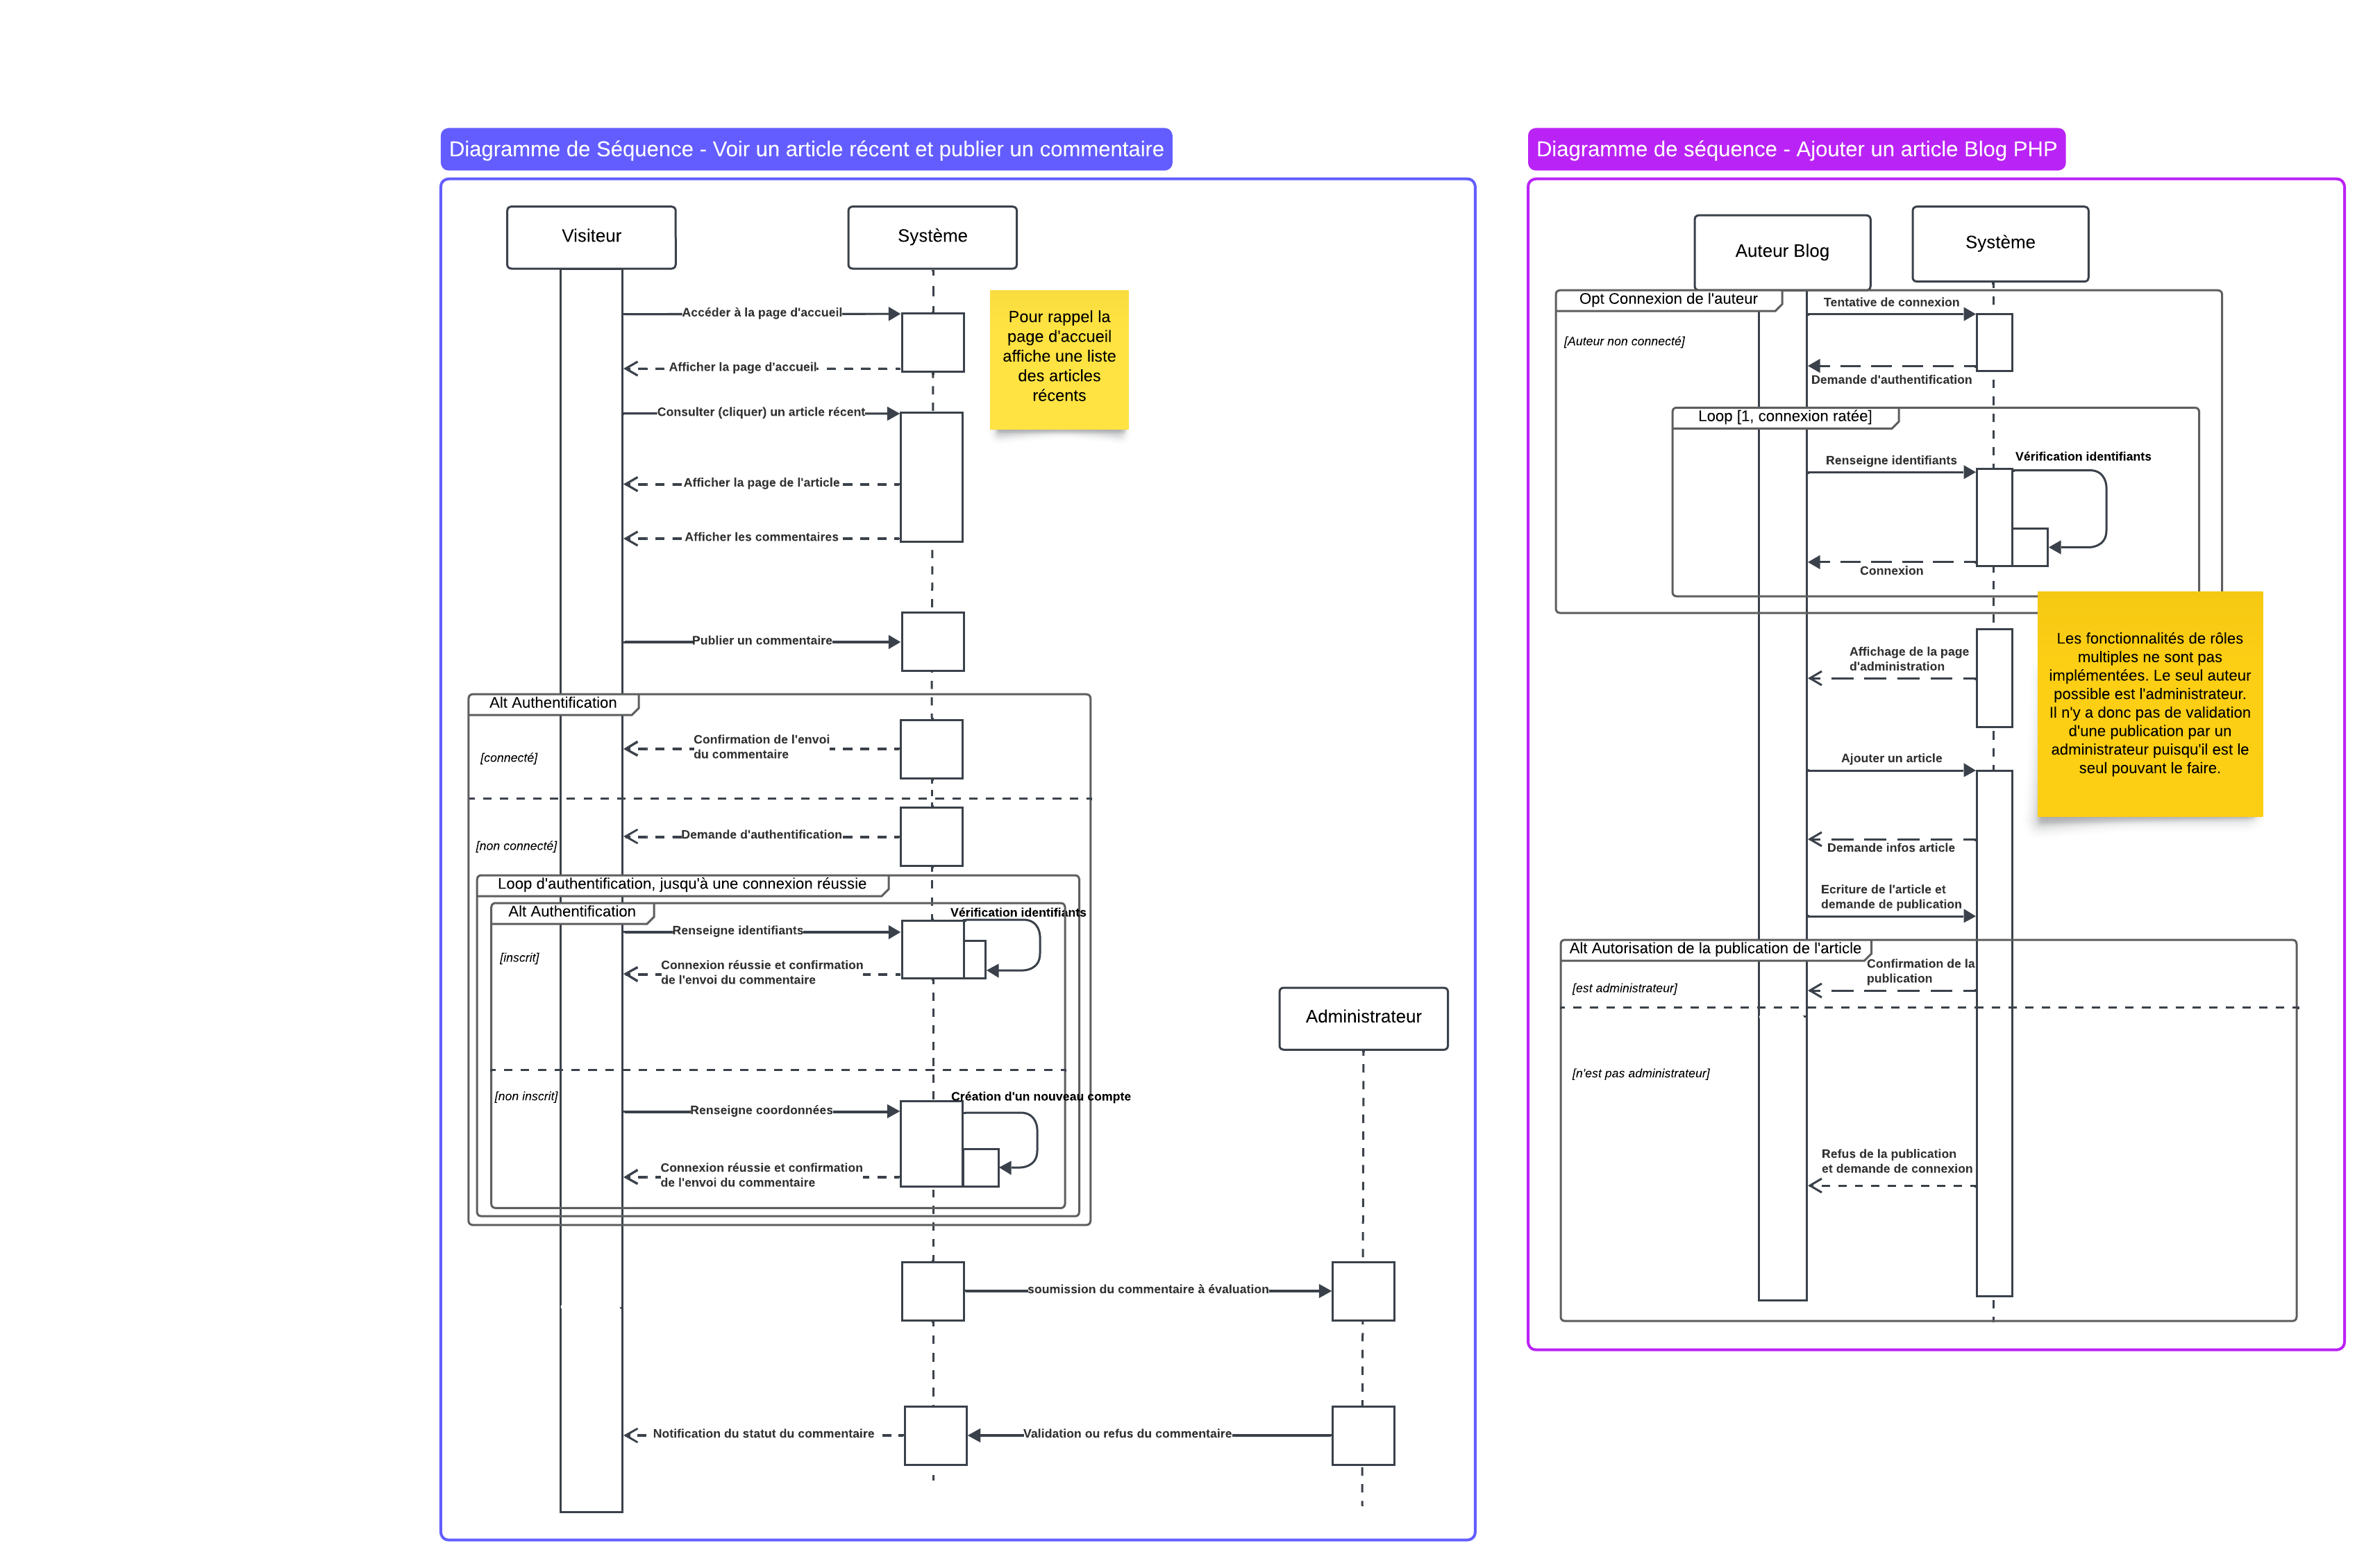 Diagramme de Séquence - Voir un article récent et publier un commentaire
Visiteur
Système
Accéder à la page d'accueil
Pour rappel la
page d'accueil
affiche une liste
des articles
récents
Afficher la page d'accueil
Consulter (cliquer) un article récent
Afficher la page de l'article
Afficher les commentaires
Publier un commentaire
Alt Authentification
[connecté]
Confirmation de l'envoi
du commentaire
[non connecté]
Demande d'authentification
Loop d'authentification, jusqu'à une connexion réussie
Alt Authentification
Vérification identifiants
Renseigne identifiants
[inscrit]
Connexion réussie et confirmation
de l'envoi du commentaire
Administrateur
[non inscrit]
Création d'un nouveau compte
Renseigne coordonnées
Connexion réussie et confirmation
de l'envoi du commentaire
soumission du commentaire à évaluation
Notification du statut du commentaire
Validation ou refus du commentaire
Diagramme de séquence - Ajouter un article Blog PHP
Auteur Blog
Système
Opt Connexion de l'auteur
Tentative de connexion
[Auteur non connecté]
Demande d'authentification
Loop [1, connexion ratée]
Renseigne identifiants
Vérification identifiants
Connexion
Affichage de la page
d'administration
Les fonctionnalités de rôles
multiples ne sont pas
implémentées. Le seul auteur
possible est l'administrateur.
Il n'y a donc pas de validation
d'une publication par un
administrateur puisqu'il est le
seul pouvant le faire.
Ajouter un article
Demande infos article
Ecriture de l'article et
demande de publication
Alt Autorisation de la publication de l'article
Confirmation de la
publication
[est administrateur]
[n'est pas administrateur]
Refus de la publication
et demande de connexion